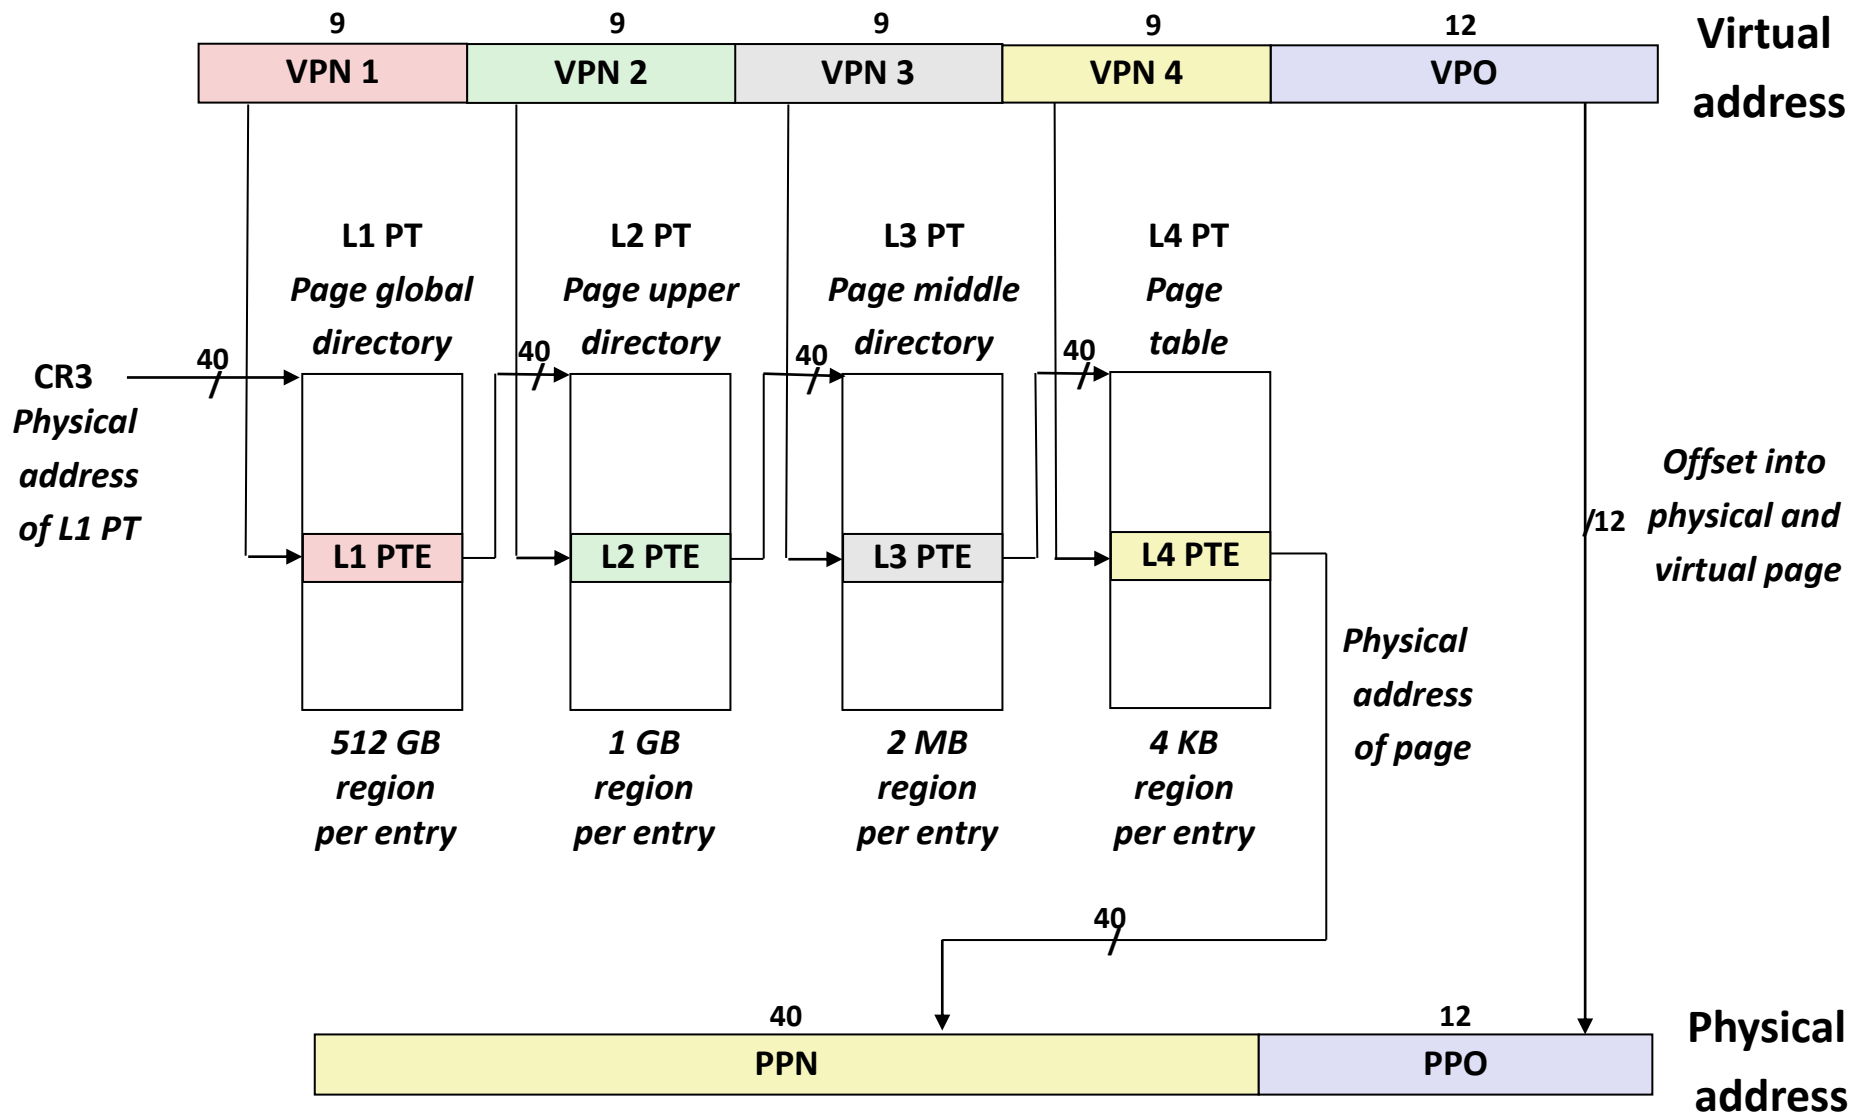 9
9
9
9
12
VPN 1
VPN 2
VPN 3
VPN 4
VPO
Virtual
address
L1 PT
Page global
directory
L2 PT
Page upper
directory
L3 PT
Page middle
directory
L4 PT
Page
table
CR3
Physical
address
of L1 PT
40
40
40
40
L1 PTE
L2 PTE
L3 PTE
L4 PTE
/12
Offset into
physical and
virtual page
Physical
address
of page
512 GB
region
per entry
1 GB
region
per entry
2 MB
region
per entry
4 KB
region
per entry
40
40
12
PPN
PPO
Physical
address